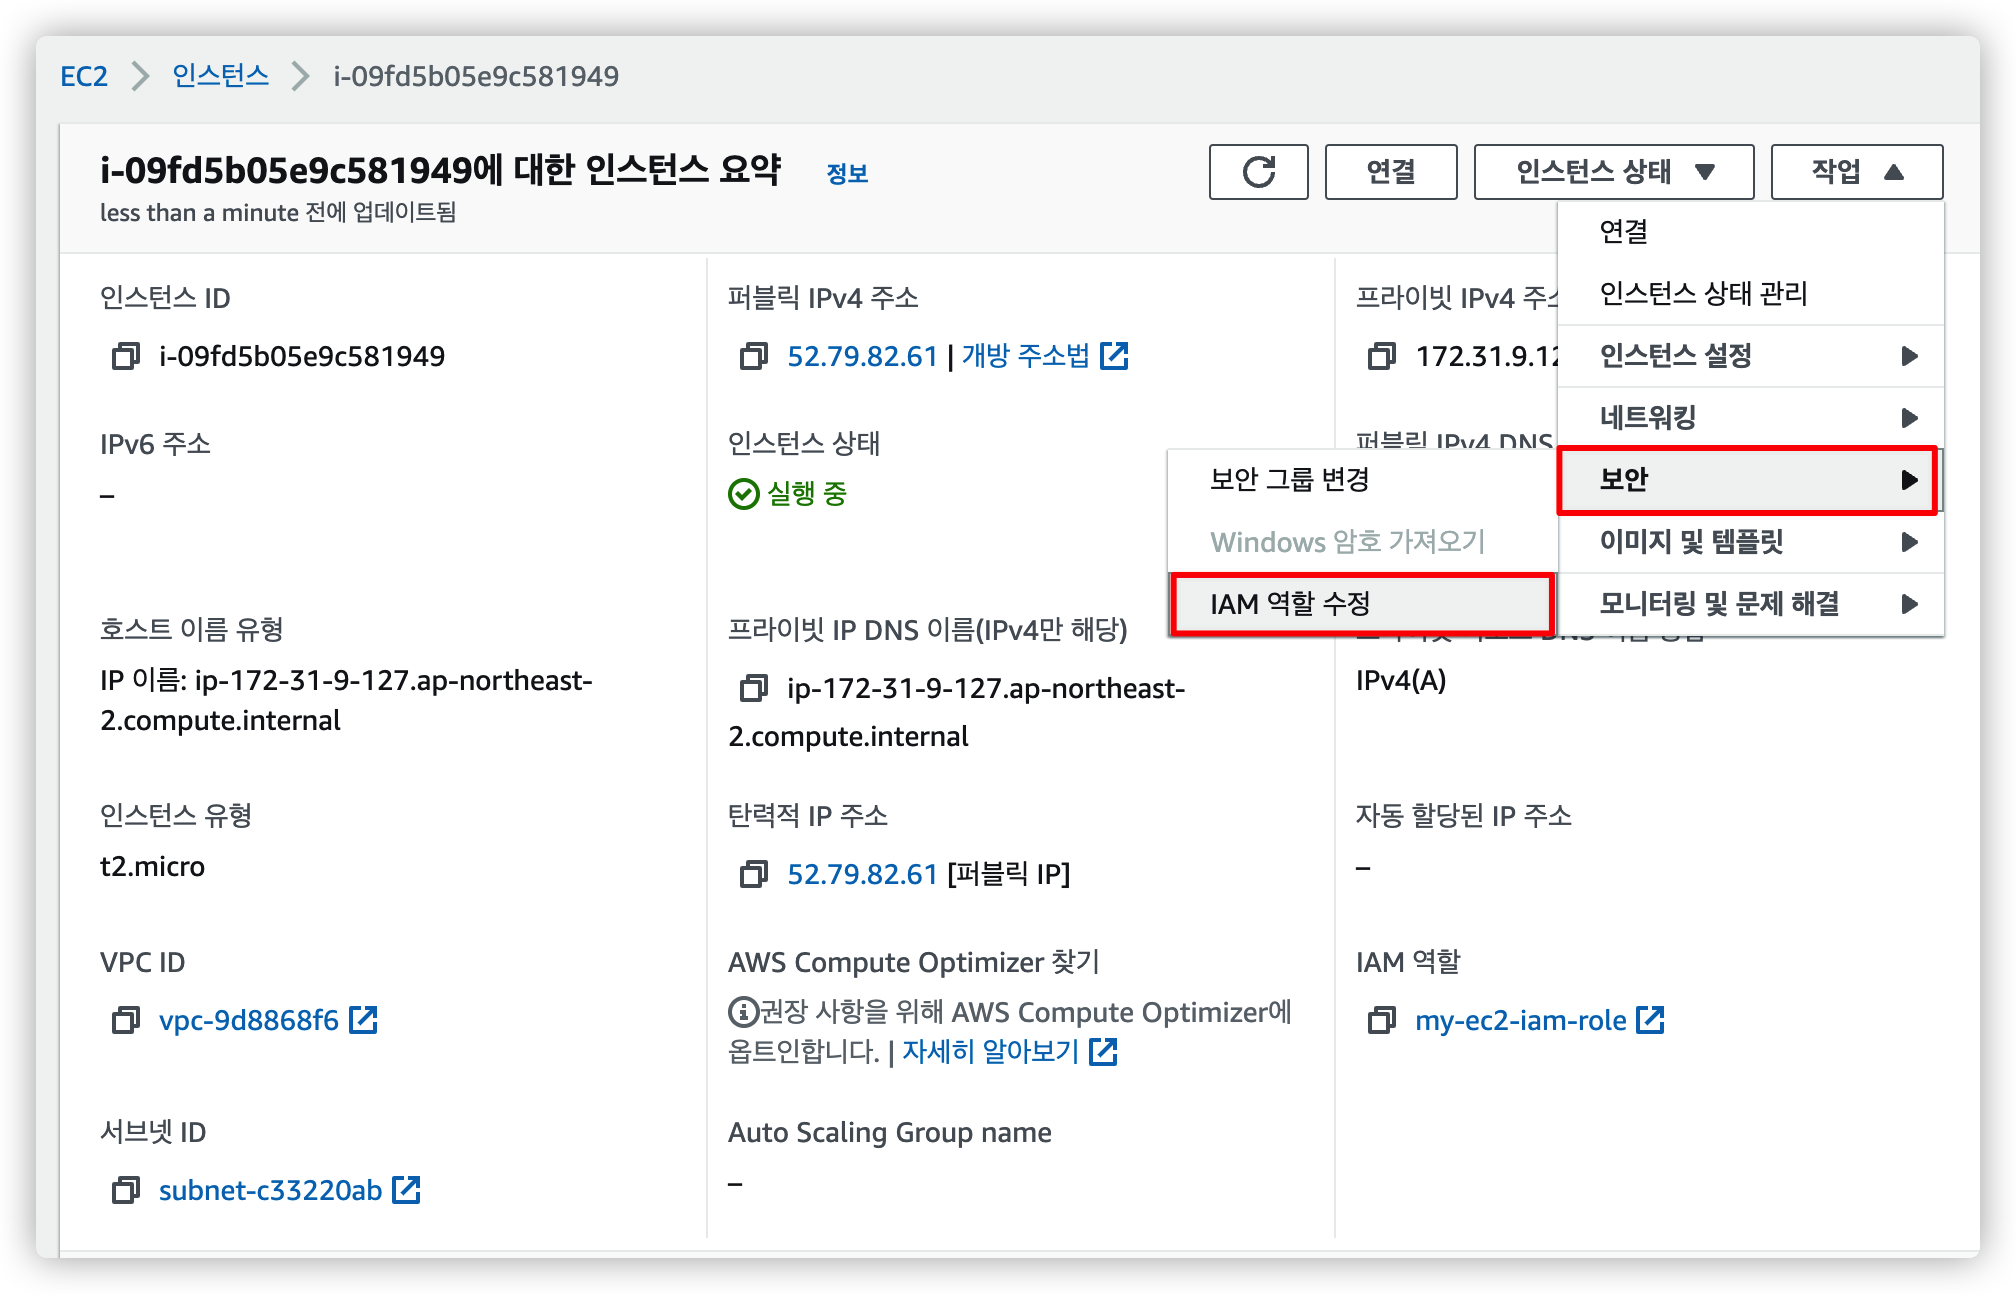 EC2 > 인스턴스 > i-09fd5b05e9c581949
i-09fd5b05e9c581949에 대한 인스턴스 요약 정보
less than a minute 전에 업데이트됨
연결
인스턴스 상태
작업
연결
인스턴스 상태 관리
인스턴스 설정
네트워킹
보안
이미지 및 템플릿
모니터링 및 문제 해결
보안 그룹 변경
Windows 암호 가져오기
IAM 역할 수정
인스턴스 ID
i-09fd5b05e9c581949
퍼블릭 IPv4 주소
52.79.82.61 | 개방 주소법
프라이빗 IPv4
172.31.9.12
IPv6 주소
–
인스턴스 상태
실행 중
퍼블릭 IPv4 DNS
호스트 이름 유형
IP 이름: ip-172-31-9-127.ap-northeast-
2.compute.internal
프라이빗 IP DNS 이름(IPv4만 해당)
ip-172-31-9-127.ap-northeast-
2.compute.internal
IPv4(A)
인스턴스 유형
t2.micro
탄력적 IP 주소
52.79.82.61 [퍼블릭 IP]
자동 할당된 IP 주소
–
VPC ID
vpc-9d8868f6
AWS Compute Optimizer 찾기
권장 사항을 위해 AWS Compute Optimizer에
옵트인합니다. | 자세히 알아보기
IAM 역할
my-ec2-iam-role
서브넷 ID
subnet-c33220ab
Auto Scaling Group name
–